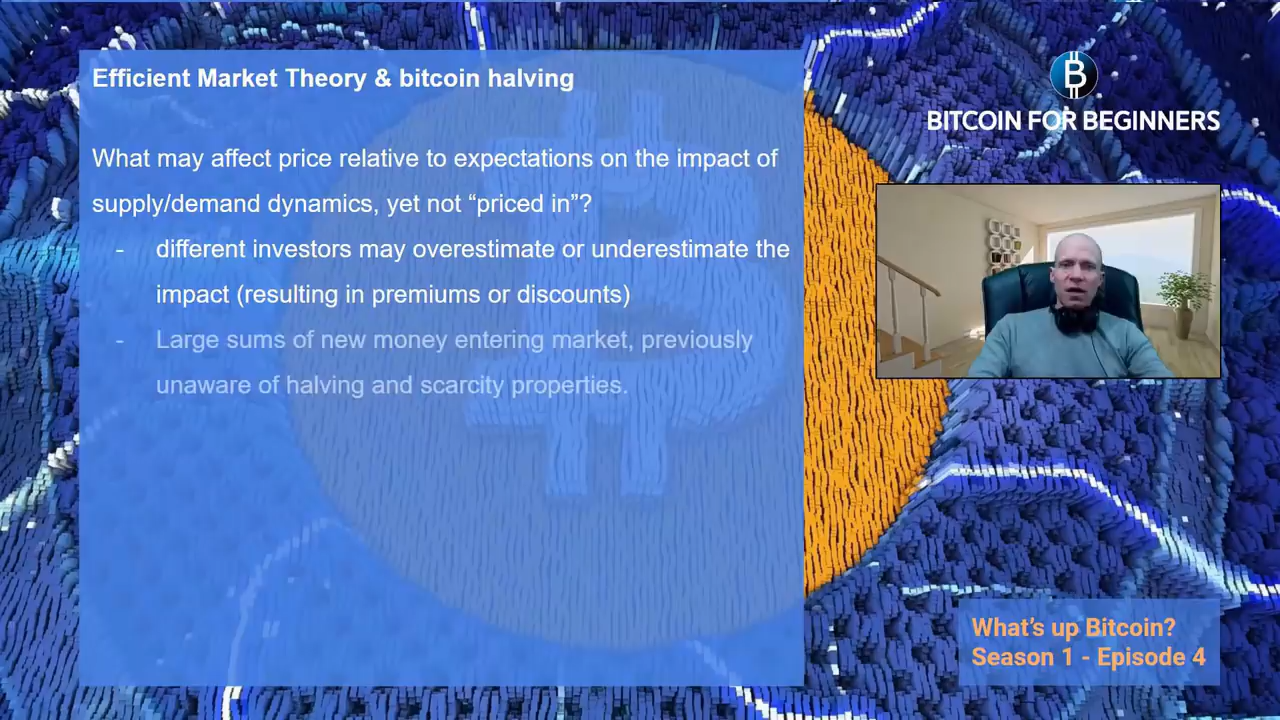 Efficient Market Theory & bitcoin halving
What may affect price relative to expectations on the impact of
supply/demand dynamics, yet not “priced in”?
- different investors may overestimate or underestimate the
impact (resulting in premiums or discounts)
- Large sums of new money entering market, previously
unaware of halving and scarcity properties.
BITCOIN FOR BEGINNERS
What’s up Bitcoin?
Season 1 - Episode 4